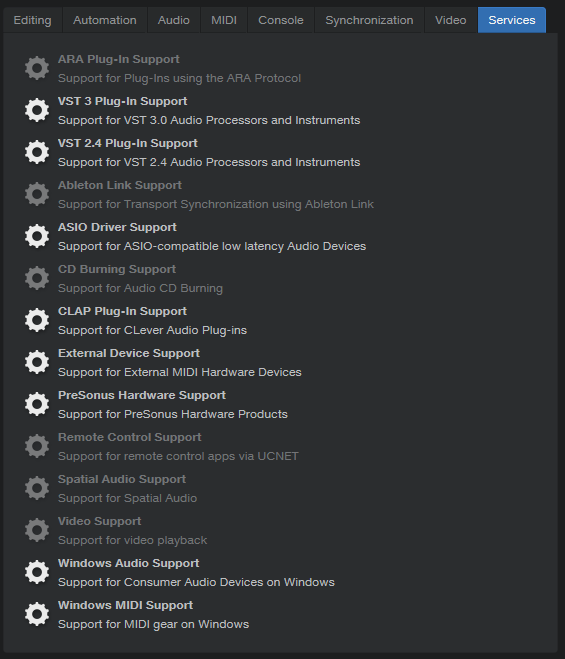 Editing Automation Audio MIDI Console Synchronization Video Services
ARA Plug-In Support
Support for Plug-Ins using the ARA Protocol
VST 3 Plug-In Support
Support for VST 3.0 Audio Processors and Instruments
VST 2.4 Plug-In Support
Support for VST 2.4 Audio Processors and Instruments
Ableton Link Support
Support for Transport Synchronization using Ableton Link
ASIO Driver Support
Support for ASIO-compatible low latency Audio Devices
CD Burning Support
Support for Audio CD Burning
CLAP Plug-In Support
Support for CLever Audio Plug-ins
External Device Support
Support for External MIDI Hardware Devices
PreSonus Hardware Support
Support for PreSonus Hardware Products
Remote Control Support
Support for remote control apps via UCNET
Spatial Audio Support
Support for Spatial Audio
Video Support
Support for video playback
Windows Audio Support
Support for Consumer Audio Devices on Windows
Windows MIDI Support
Support for MIDI gear on Windows